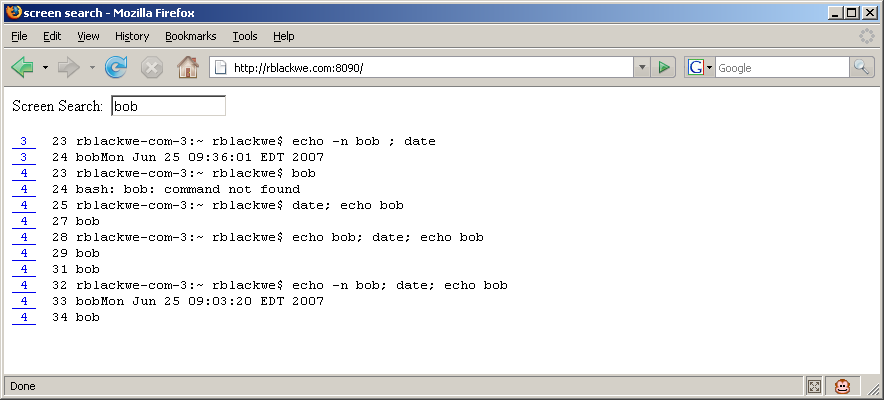 screen search - Mozilla Firefox
File Edit View History Bookmarks Tools Help
http://rblackwe.com:8090/ G Google
Screen Search: bob
3 23 rblackwe-com-3:~ rblackwe$ echo -n bob ; date
3 24 bobMon Jun 25 09:36:01 EDT 2007
4 23 rblackwe-com-3:~ rblackwe$ bob
4 24 bash: bob: command not found
4 25 rblackwe-com-3:~ rblackwe$ date; echo bob
4 27 bob
4 28 rblackwe-com-3:~ rblackwe$ echo bob; date; echo bob
4 29 bob
4 31 bob
4 32 rblackwe-com-3:~ rblackwe$ echo -n bob; date; echo bob
4 33 bobMon Jun 25 09:03:20 EDT 2007
4 34 bob
Done